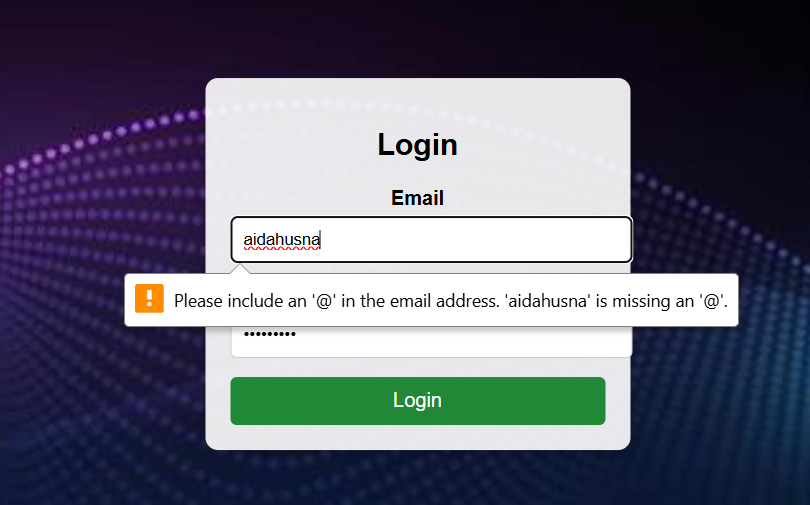 Login
Email
aidahusna
Please include an '@' in the email address. 'aidahusna' is missing an '@'.
•••••••••
Login